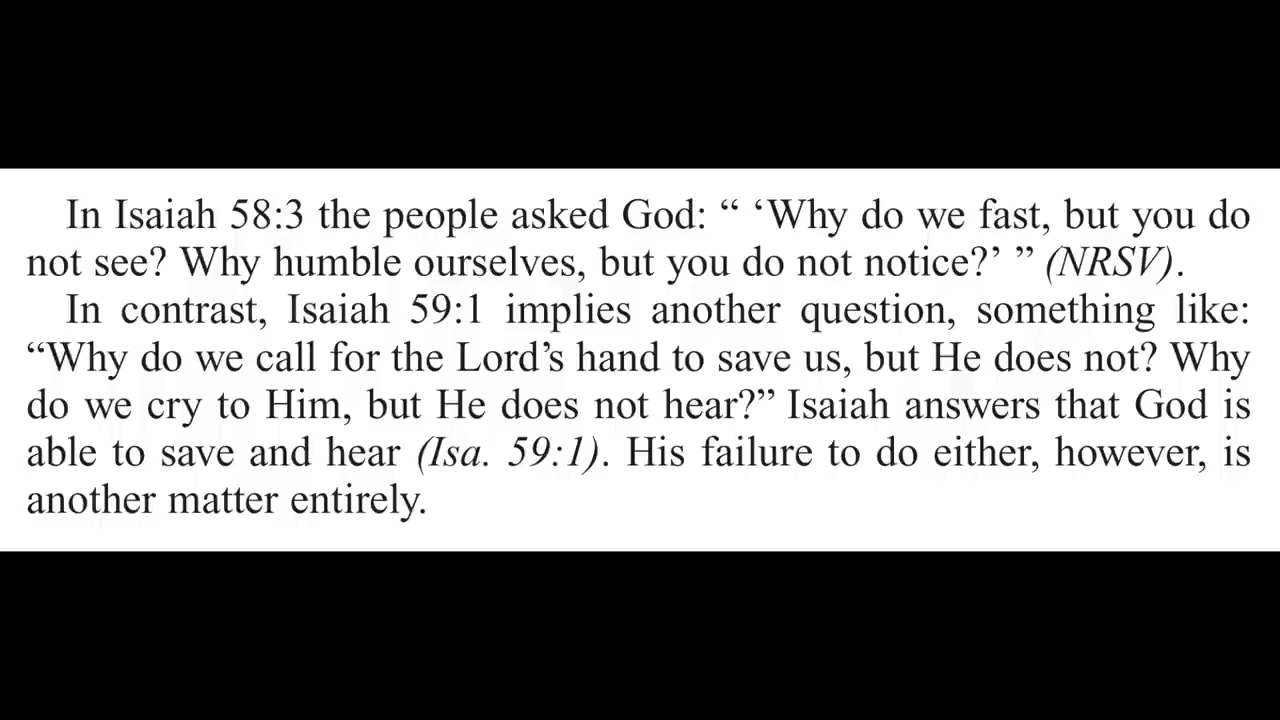 In Isaiah 58:3 the people asked God: “ ‘Why do we fast, but you do
not see? Why humble ourselves, but you do not notice?’ ” (NRSV).
In contrast, Isaiah 59:1 implies another question, something like:
“Why do we call for the Lord’s hand to save us, but He does not? Why
do we cry to Him, but He does not hear?” Isaiah answers that God is
able to save and hear (Isa. 59:1). His failure to do either, however, is
another matter entirely.